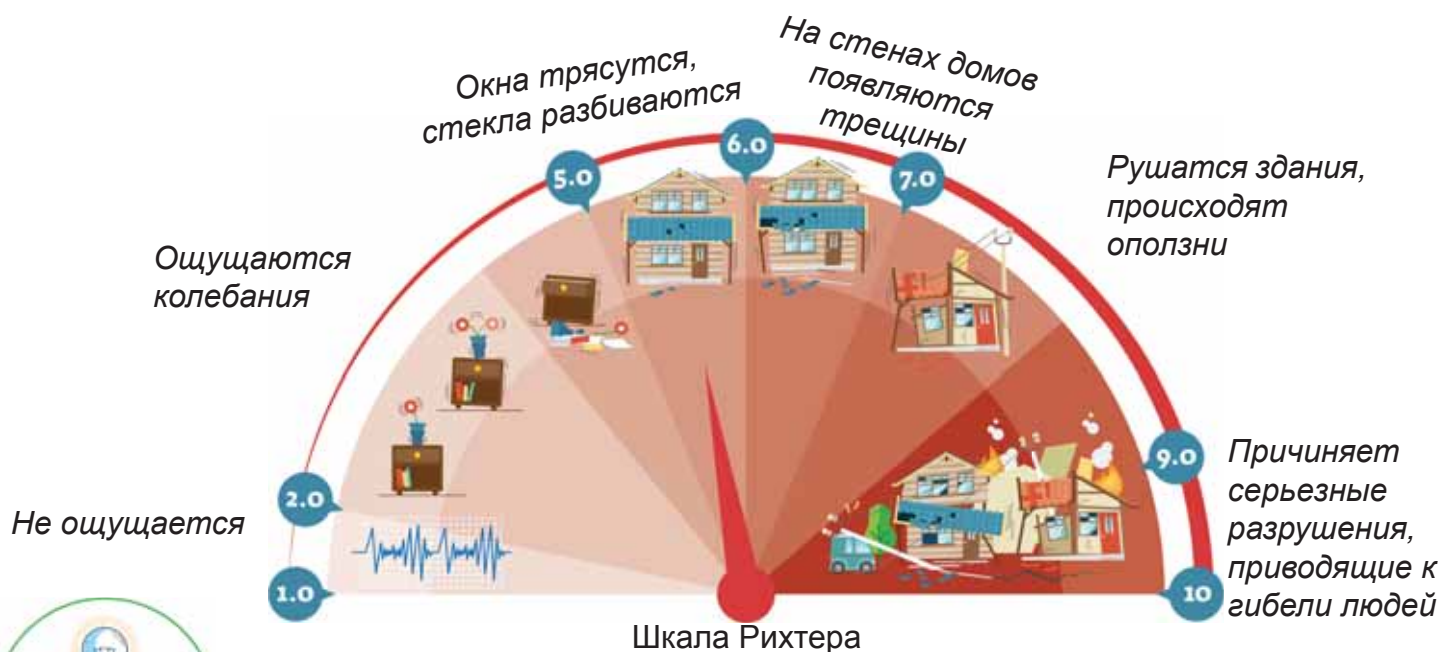 Окна трясутся,
стекла разбиваются
На стенах домов
появляются
трещины
Рушатся здания,
происходят
оползни
Ощущаются
колебания
Не ощущается
Причиняет
серьезные
разрушения,
приводящие к
гибели людей
1.0
2.0
5.0
6.0
7.0
9.0
10
Шкала Рихтера